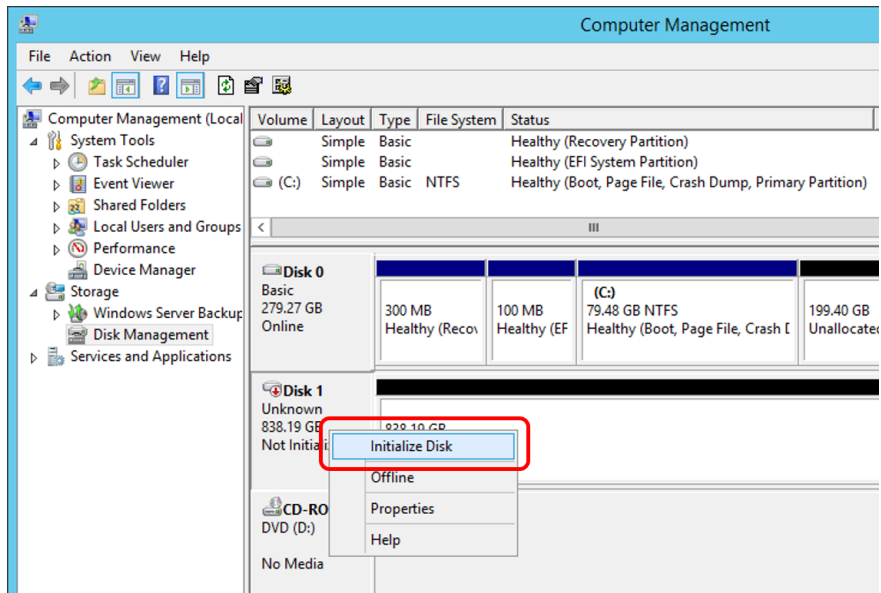 Computer Management
File Action View Help
Computer Management (Local
System Tools
Task Scheduler
Event Viewer
Shared Folders
Local Users and Groups
Performance
Device Manager
Storage
Windows Server Backup
Disk Management
Services and Applications
Volume Layout Type File System Status
Simple Basic Healthy (Recovery Partition)
Simple Basic Healthy (EFI System Partition)
(C:) Simple Basic NTFS Healthy (Boot, Page File, Crash Dump, Primary Partition)
Disk 0
Basic
279.27 GB
Online
300 MB
Healthy (Recov
100 MB
Healthy (EF
(C:)
79.48 GB NTFS
Healthy (Boot, Page File, Crash D
199.40 GB
Unallocated
Disk 1
Unknown
838.19 GB
Not Initializ
838.19 GB
Initialize Disk
Offline
Properties
Help
CD-RO
DVD (D:)
No Media